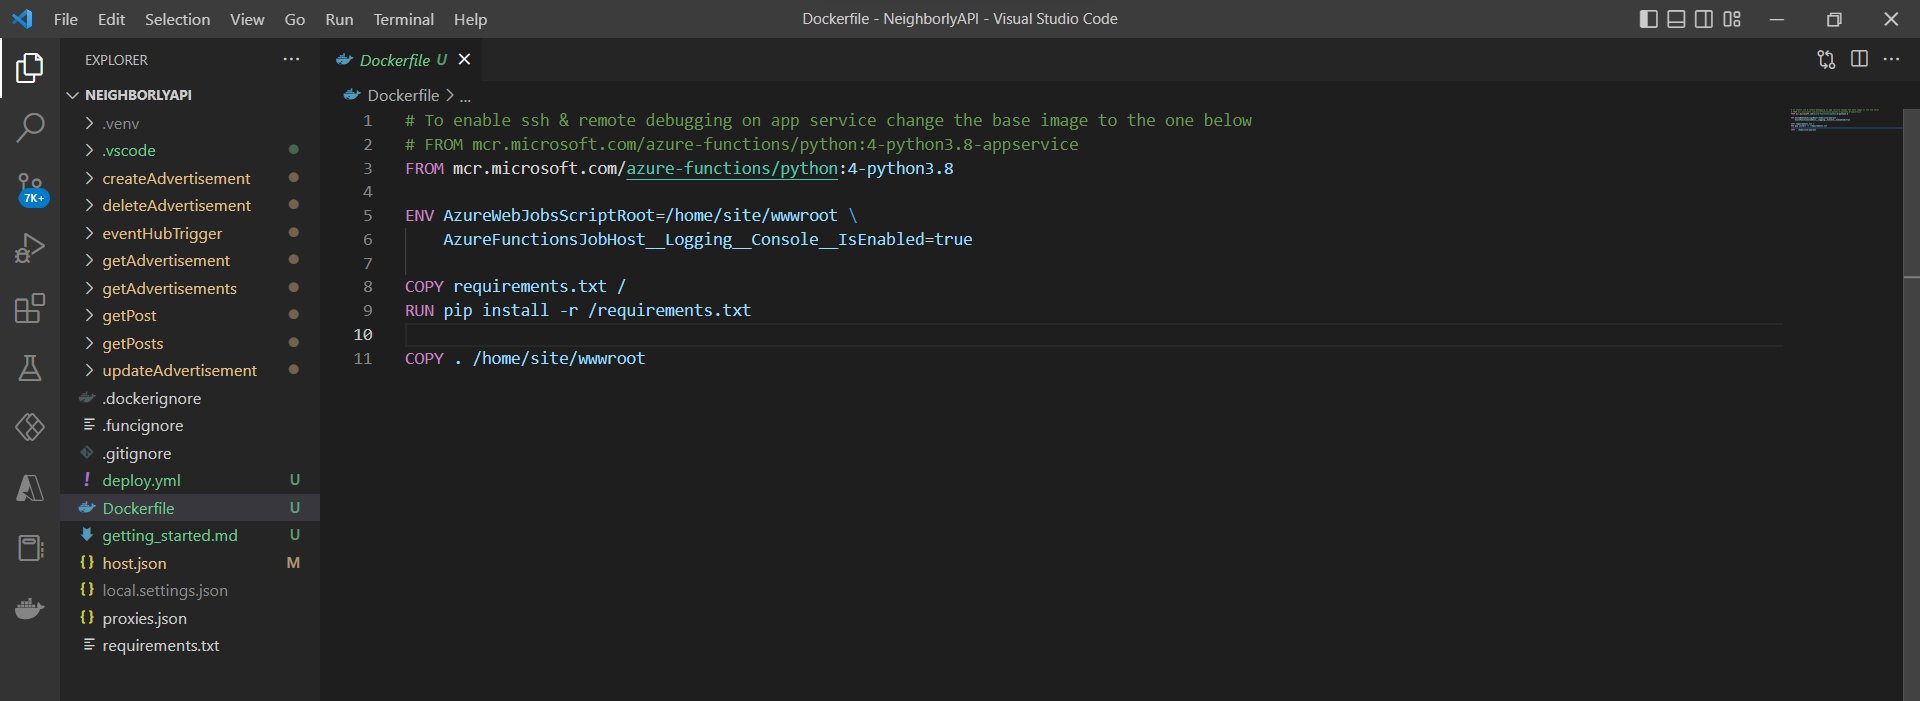 File Edit Selection View Go Run Terminal Help
Dockerfile - NeighborlyAPI - Visual Studio Code
EXPLORER
NEIGHBORLYAPI
.venv
.vscode
createAdvertisement
deleteAdvertisement
eventHubTrigger
getAdvertisement
getAdvertisements
getPost
getPosts
updateAdvertisement
.dockerignore
.funcignore
.gitignore
deploy.yml U
Dockerfile U
getting_started.md U
host.json M
local.settings.json
proxies.json
requirements.txt
7K+
Dockerfile U
Dockerfile > ...
1 # To enable ssh & remote debugging on app service change the base image to the one below
2 # FROM mcr.microsoft.com/azure-functions/python:4-python3.8-appservice
3 FROM mcr.microsoft.com/azure-functions/python:4-python3.8
4
5 ENV AzureWebJobsScriptRoot=/home/site/wwwroot \
6 AzureFunctionsJobHost__Logging__Console__IsEnabled=true
7
8 COPY requirements.txt /
9 RUN pip install -r /requirements.txt
10
11 COPY . /home/site/wwwroot